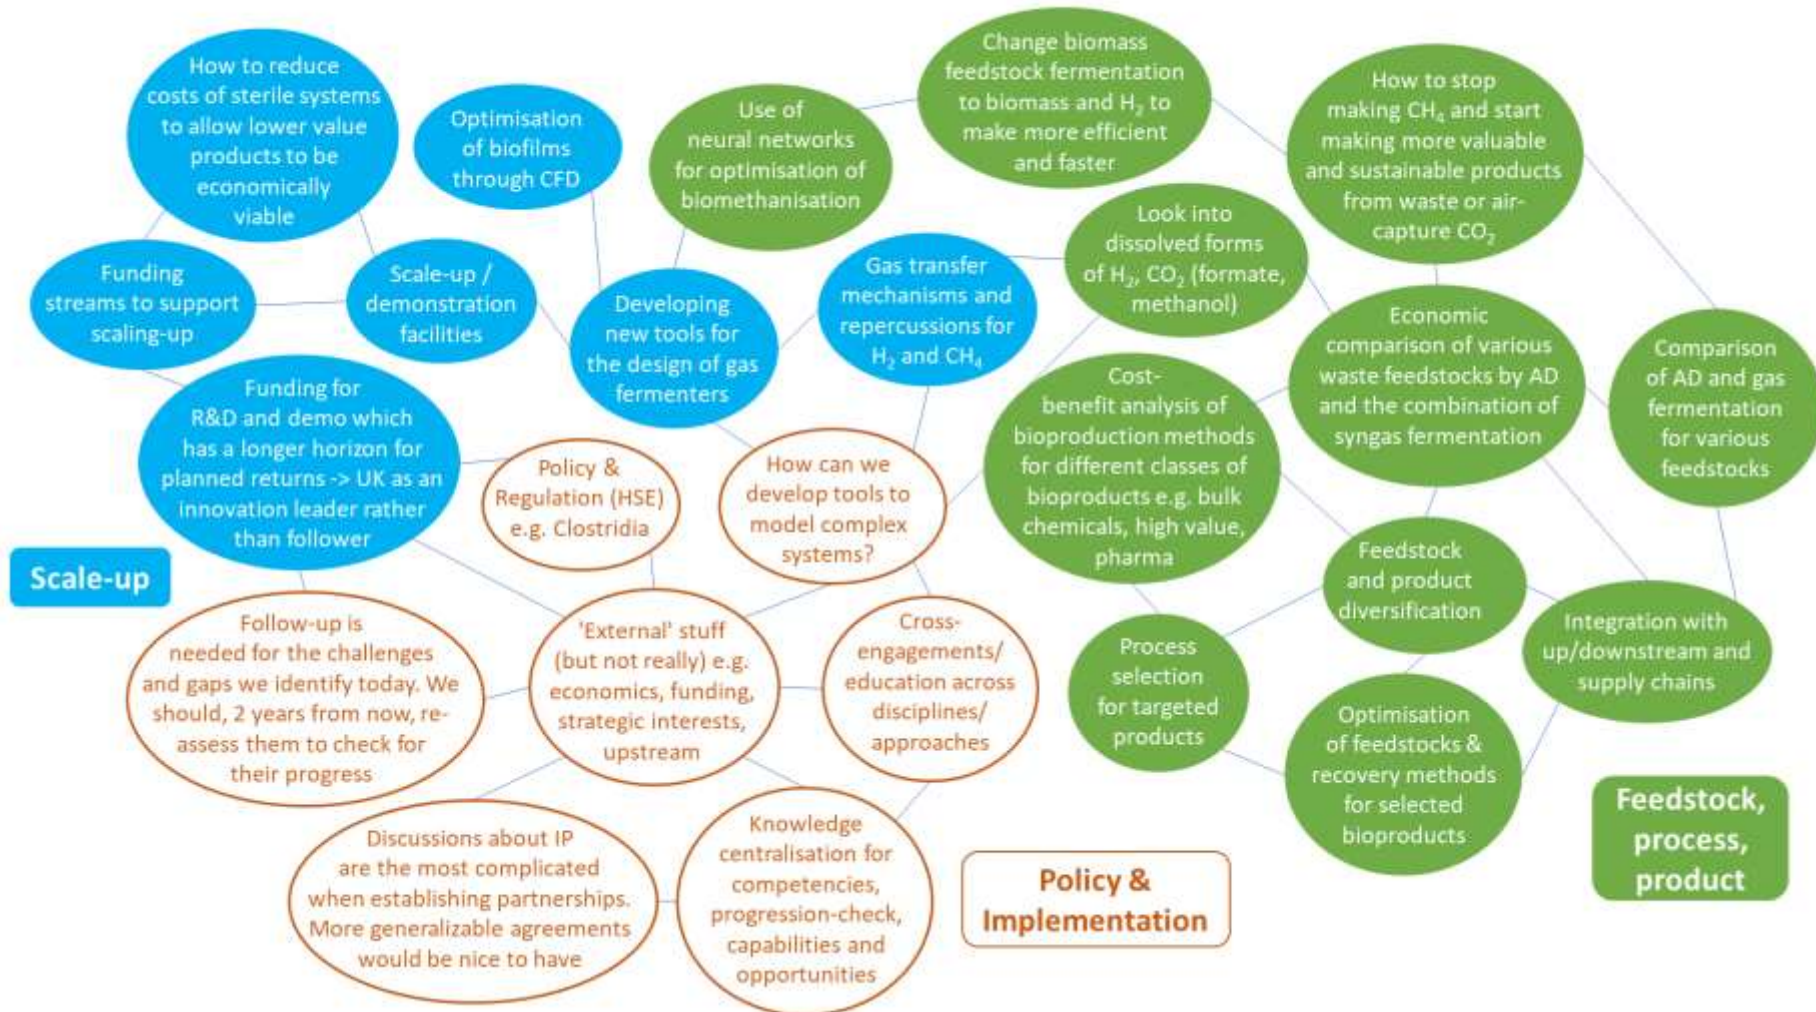 How to reduce
costs of sterile systems
to allow lower value
products to be
economically
viable
Optimisation
of biofilms
through CFD
Use of
neural networks
for optimisation of
biomethanisation
Change biomass
feedstock fermentation
to biomass and H₂ to
make more efficient
and faster
How to stop
making CH₄ and start
making more valuable
and sustainable products
from waste or air-
capture CO₂
Funding
streams to support
scaling-up
Scale-up /
demonstration
facilities
Developing
new tools for
the design of gas
fermenters
Gas transfer
mechanisms and
repercussions for
H₂ and CH₄
Look into
dissolved forms
of H₂, CO₂ (formate,
methanol)
Economic
comparison of various
waste feedstocks by AD
and the combination of
syngas fermentation
Comparison
of AD and gas
fermentation
for various
feedstocks
Funding for
R&D and demo which
has a longer horizon for
planned returns -> UK as an
innovation leader rather
than follower
Policy &
Regulation (HSE)
e.g. Clostridia
How can we
develop tools to
model complex
systems?
Cost-
benefit analysis of
bioproduction methods
for different classes of
bioproducts e.g. bulk
chemicals, high value,
pharma
Feedstock
and product
diversification
Scale-up
Follow-up is
needed for the challenges
and gaps we identify today. We
should, 2 years from now, re-
assess them to check for
their progress
'External' stuff
(but not really) e.g.
economics, funding,
strategic interests,
upstream
Cross-
engagements/
education across
disciplines/
approaches
Process
selection
for targeted
products
Integration with
up/downstream and
supply chains
Optimisation
of feedstocks &
recovery methods
for selected
bioproducts
Discussions about IP
are the most complicated
when establishing partnerships.
More generalizable agreements
would be nice to have
Knowledge
centralisation for
competencies,
progression-check,
capabilities and
opportunities
Policy &
Implementation
Feedstock,
process,
product